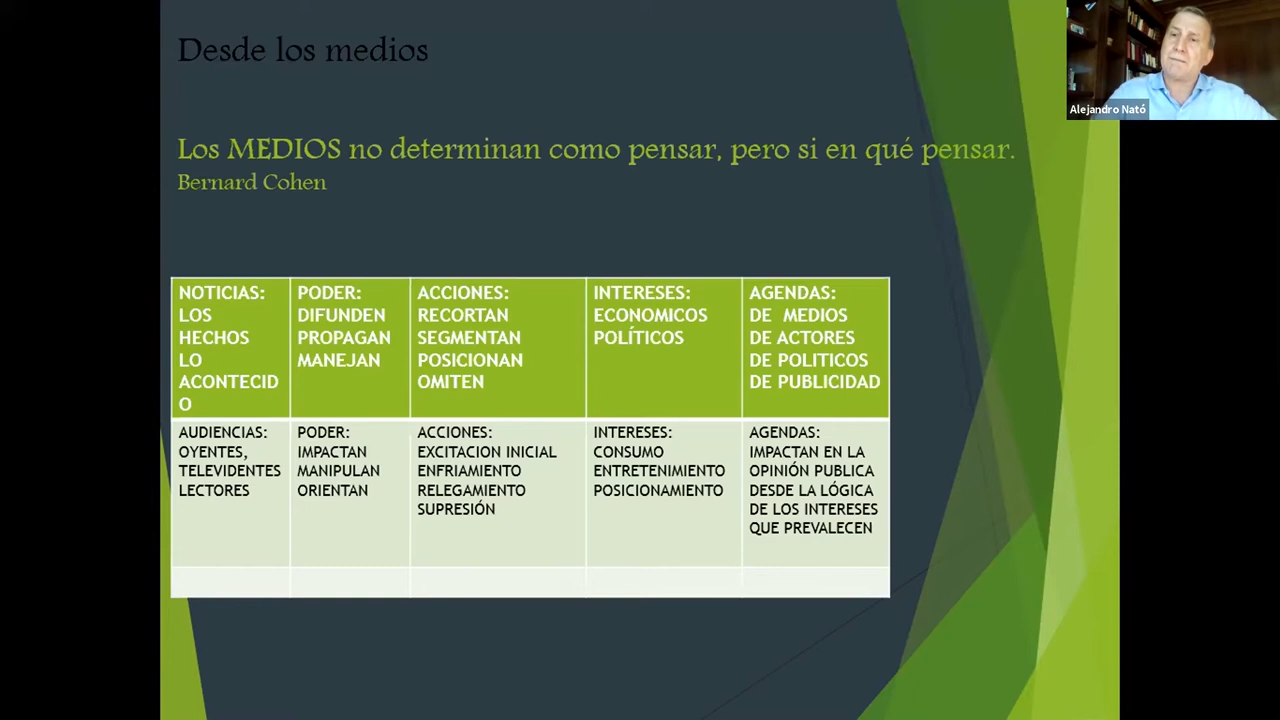 Desde los medios
Los MEDIOS no determinan como pensar, pero si en qué pensar.
Bernard Cohen
Alejandro Nató
NOTICIAS:
LOS
HECHOS
LO
ACONTECID
O
PODER:
DIFUNDEN
PROPAGAN
MANEJAN
ACCIONES:
RECORTAN
SEGMENTAN
POSICIONAN
OMITEN
INTERESES:
ECONOMICOS
POLÍTICOS
AGENDAS:
DE MEDIOS
DE ACTORES
DE POLITICOS
DE PUBLICIDAD
AUDIENCIAS:
OYENTES,
TELEVIDENTES
LECTORES
PODER:
IMPACTAN
MANIPULAN
ORIENTAN
ACCIONES:
EXCITACION INICIAL
ENFRIAMIENTO
RELEGAMIENTO
SUPRESIÓN
INTERESES:
CONSUMO
ENTRETENIMIENTO
POSICIONAMIENTO
AGENDAS:
IMPACTAN EN LA
OPINIÓN PUBLICA
DESDE LA LÓGICA
DE LOS INTERESES
QUE PREVALECEN